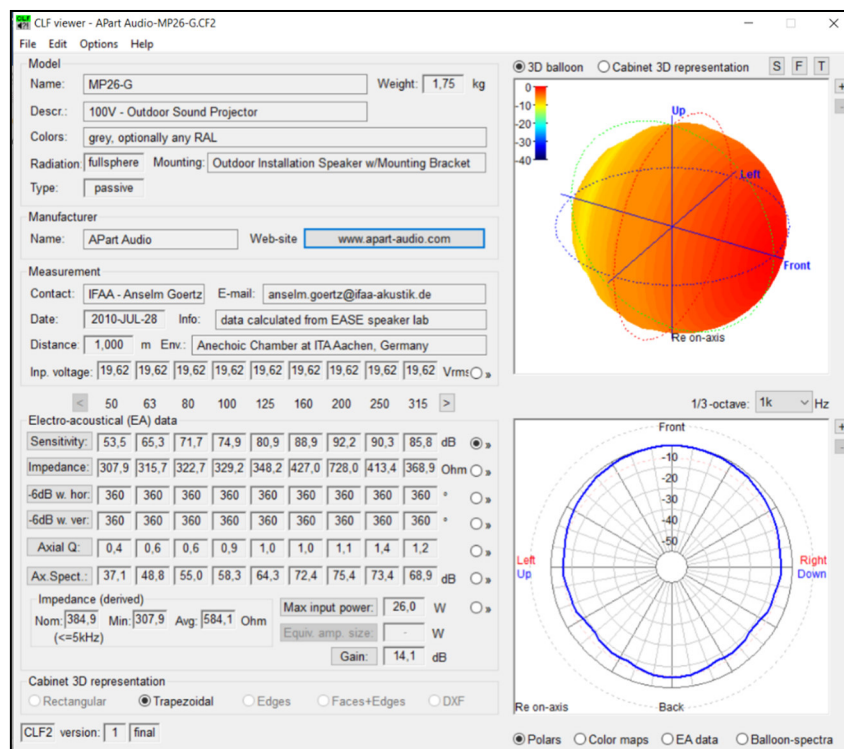 CLF viewer - APart Audio-MP26-G.CF2
File Edit Options Help
Model
Name: MP26-G Weight: 1,75 kg
Descr.: 100V - Outdoor Sound Projector
Colors: grey, optionally any RAL
Radiation: fullsphere Mounting: Outdoor Installation Speaker w/Mounting Bracket
Type: passive
Manufacturer
Name: APart Audio Web-site www.apart-audio.com
Measurement
Contact: IFAA - Anselm Goertz E-mail: anselm.goertz@ifaa-akustik.de
Date: 2010-JUL-28 Info: data calculated from EASE speaker lab
Distance: 1,000 m Env.: Anechoic Chamber at ITA Aachen, Germany
Inp. voltage: 19,62 19,62 19,62 19,62 19,62 19,62 19,62 19,62 19,62 Vrms »
< 50 63 80 100 125 160 200 250 315 >
Electro-acoustical (EA) data
Sensitivity: 53,5 65,3 71,7 74,9 80,9 88,9 92,2 90,3 85,8 dB »
Impedance: 307,9 315,7 322,7 329,2 348,2 427,0 728,0 413,4 368,9 Ohm »
-6dB w. hor: 360 360 360 360 360 360 360 360 360 ° »
-6dB w. ver: 360 360 360 360 360 360 360 360 360 ° »
Axial Q: 0,4 0,6 0,6 0,9 1,0 1,0 1,1 1,4 1,2 »
Ax.Spect.: 37,1 48,8 55,0 58,3 64,3 72,4 75,4 73,4 68,9 dB »
Impedance (derived)
Nom: 384,9 Min: 307,9 Avg: 584,1 Ohm
(<=5kHz)
Max input power: 26,0 W »
Equiv. amp. size: - W
Gain: 14,1 dB
Cabinet 3D representation
Rectangular Trapezoidal Edges Faces+Edges DXF
CLF2 version: 1 final
3D balloon Cabinet 3D representation S F T
+
-
0
-10
-20
-30
-40
Up
Left
Front
Re on-axis
1/3-octave: 1k Hz
+
-
Front
-10
-20
-30
-40
-50
Left Right
Up Down
Re on-axis Back
Polars Color maps EA data Balloon-spectra